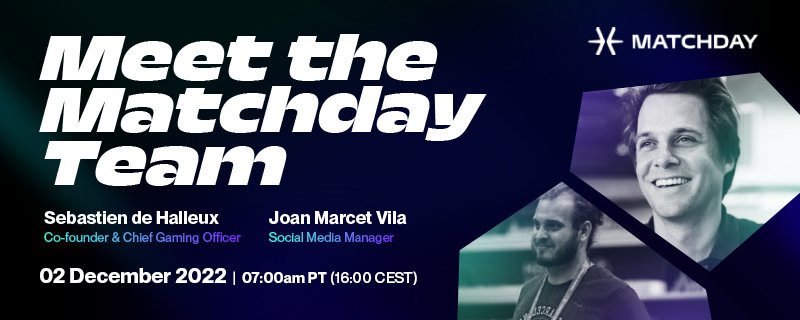 MATCHDAY
Meet the
Matchday
Team
Sebastien de Halleux
Co-founder & Chief Gaming Officer
Joan Marcet Vila
Social Media Manager
02 December 2022 | 07:00am PT (16:00 CEST)